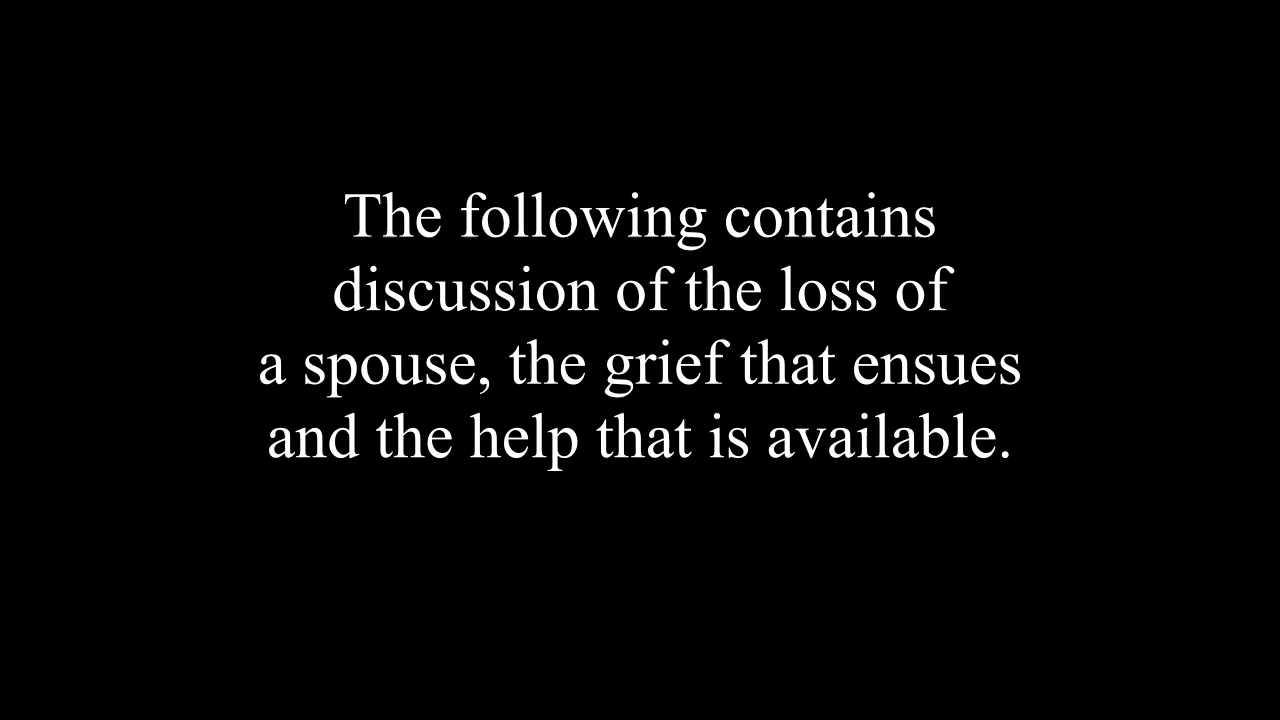 The following contains
discussion of the loss of
a spouse, the grief that ensues
and the help that is available.